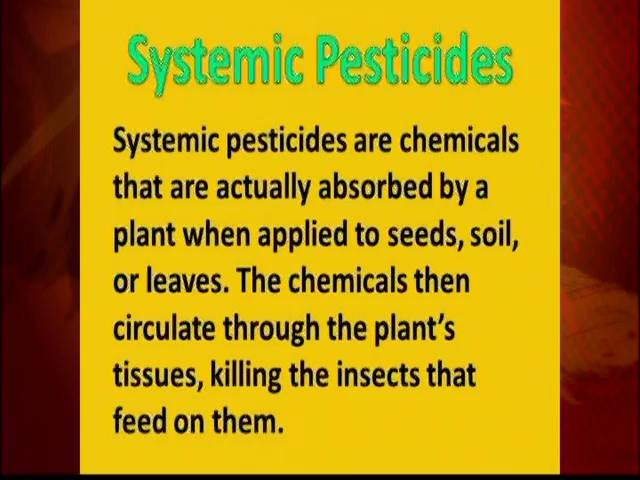 Systemic Pesticides
Systemic pesticides are chemicals
that are actually absorbed by a
plant when applied to seeds, soil,
or leaves. The chemicals then
circulate through the plant’s
tissues, killing the insects that
feed on them.